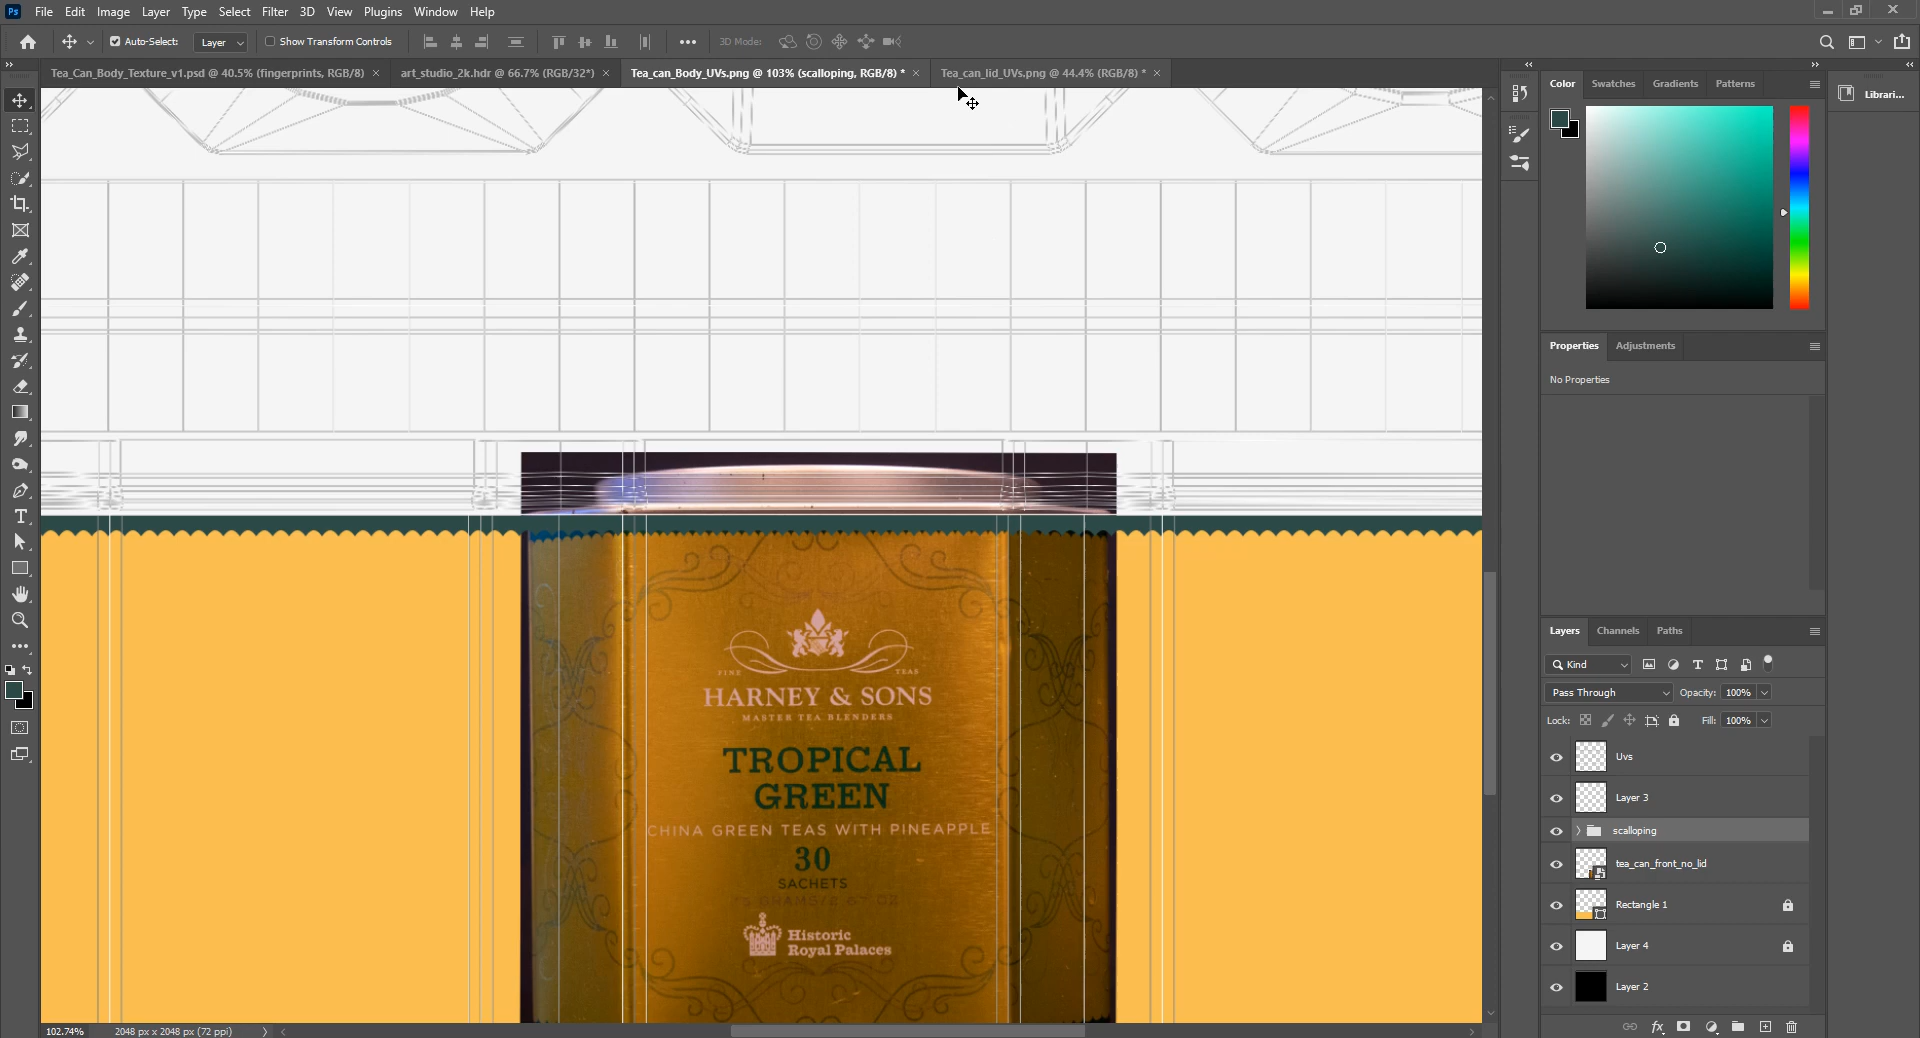 Ps File Edit Image Layer Type Select Filter 3D View Plugins Window Help
Auto-Select: Layer Show Transform Controls 3D Mode:
Tea_Can_Body_Texture_v1.psd @ 40.5% (fingerprints, RGB/8) × art_studio_2k.hdr @ 66.7% (RGB/32*) × Tea_can_Body_UVs.png @ 103% (scalloping, RGB/8) * × Tea_can_lid_UVs.png @ 44.4% (RGB/8) * ×
Color Swatches Gradients Patterns
Librari...
Properties Adjustments
No Properties
FINE TEAS
HARNEY & SONS
MASTER TEA BLENDERS
TROPICAL
GREEN
CHINA GREEN TEAS WITH PINEAPPLE
30
SACHETS
Historic
Royal Palaces
Layers Channels Paths
Kind
Pass Through Opacity: 100%
Lock: Fill: 100%
Uvs
Layer 3
scalloping
tea_can_front_no_lid
Rectangle 1
Layer 4
Layer 2
102.74% 2048 px x 2048 px (72 ppi)